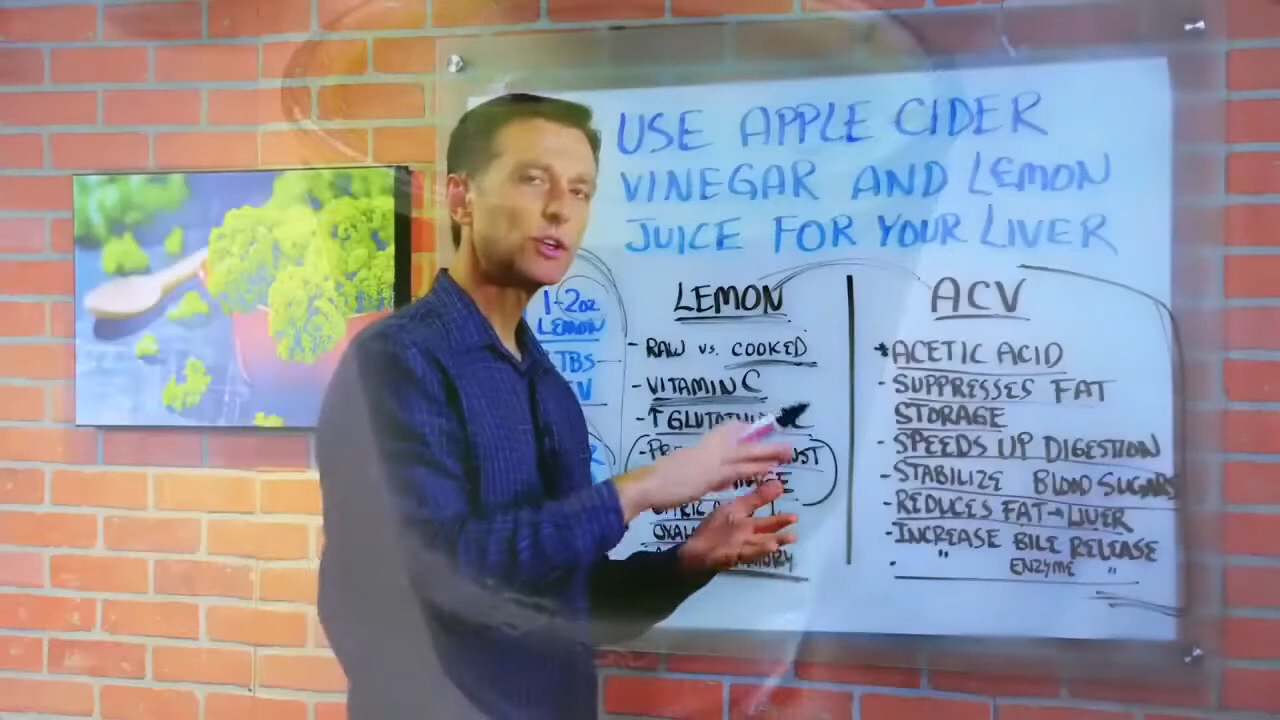 USE APPLE CIDER
VINEGAR AND LEMON
JUICE FOR YOUR LIVER
1-2oz
LEMON
TBS
LEMON
- RAW vs. COOKED
- VITAMIN C
- ↑
ACV
*ACETIC ACID
- SUPPRESSES FAT
STORAGE
- SPEEDS UP DIGESTION
- STABILIZE BLOOD SUGARS
- REDUCES FAT→LIVER
- INCREASE BILE RELEASE
" ENZYME "